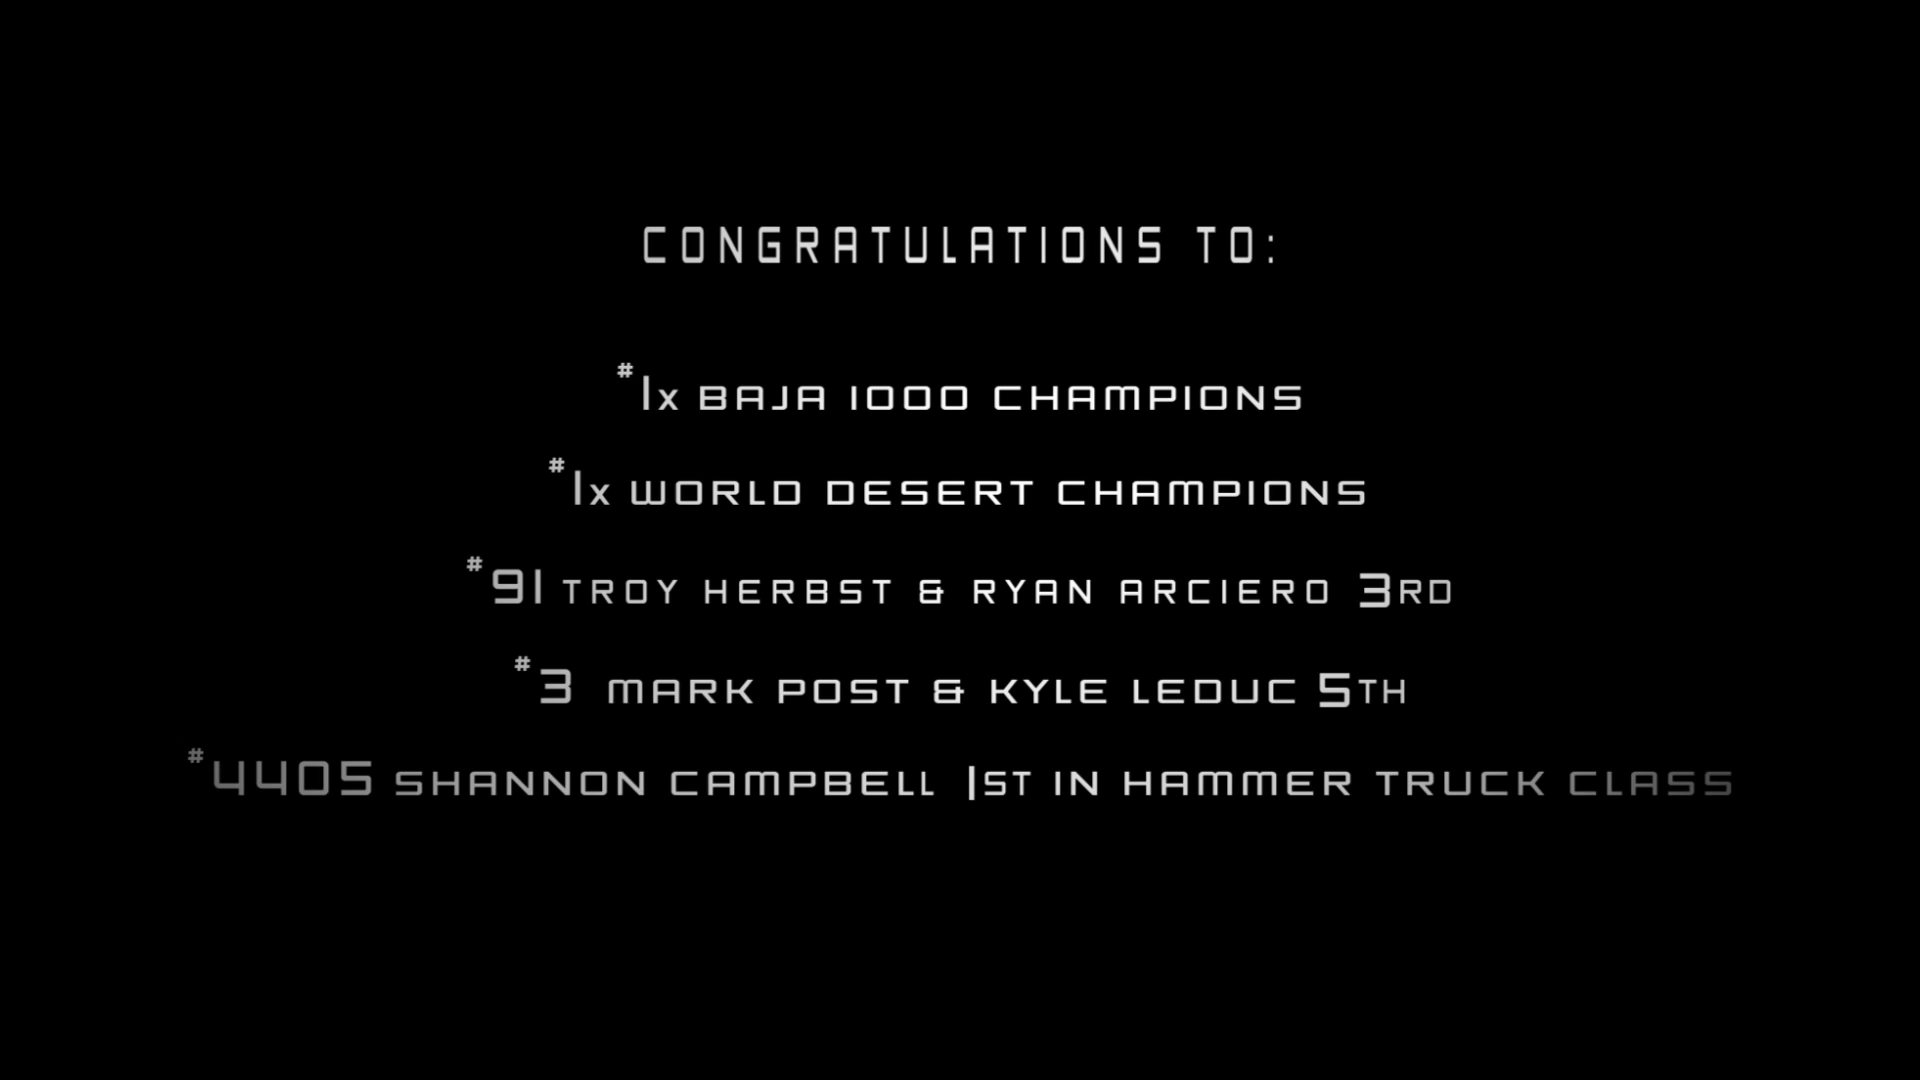 CONGRATULATIONS TO:
#1x BAJA 1000 CHAMPIONS
#1x WORLD DESERT CHAMPIONS
#91 TROY HERBST & RYAN ARCIERO 3RD
#3 MARK POST & KYLE LEDUC 5TH
#4405 SHANNON CAMPBELL 1ST IN HAMMER TRUCK CLASS